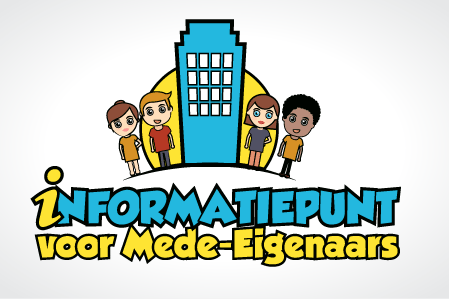 iNFORMATIEPUNT
voor Mede-Eigenaars